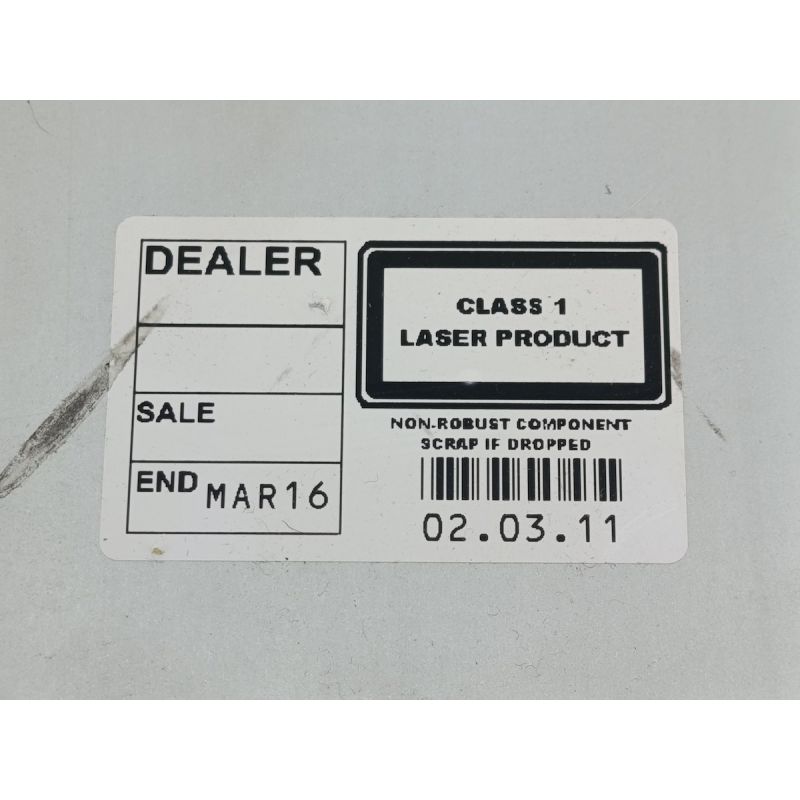 DEALER
SALE
END MAR16
CLASS 1
LASER PRODUCT
NON-ROBUST COMPONENT
SCRAP IF DROPPED
02.03.11